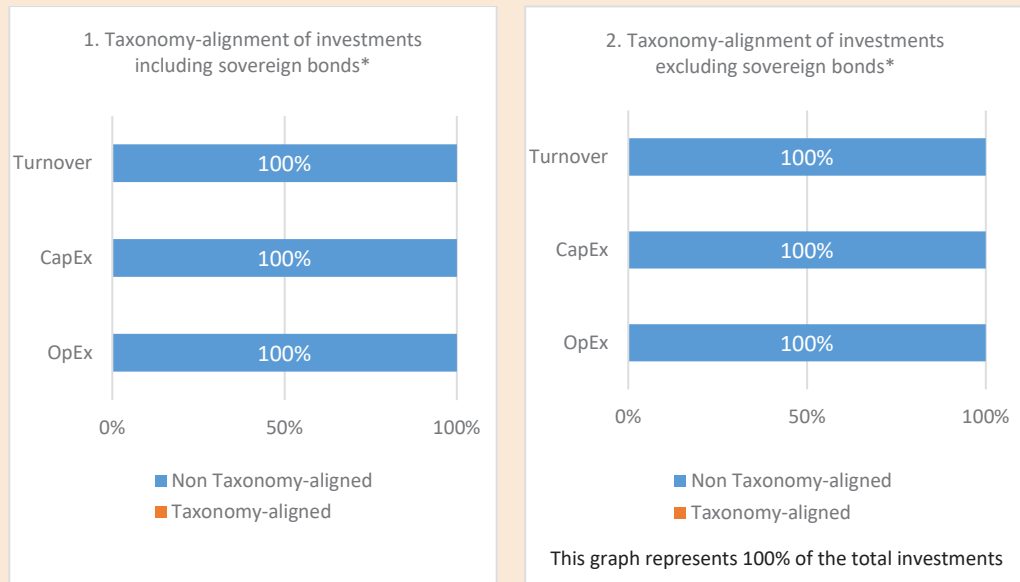 1. Taxonomy-alignment of investments
including sovereign bonds*
Turnover
100%
CapEx
100%
OpEx
100%
0%
50%
100%
Non Taxonomy-aligned
Taxonomy-aligned
2. Taxonomy-alignment of investments
excluding sovereign bonds*
Turnover
100%
CapEx
100%
OpEx
100%
0%
50%
100%
Non Taxonomy-aligned
Taxonomy-aligned
This graph represents 100% of the total investments